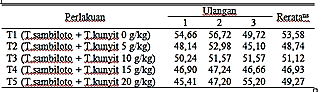 Perlakuan Ulangan Rerata
1 2 3
T1 (T.sambiloto + T.kunyit 0 g/kg) 54,66 56,72 49,72 53,58
T2 (T.sambiloto + T.kunyit 5 g/kg) 48,14 52,98 45,10 48,74
T3 (T.sambiloto + T.kunyit 10 g/kg) 50,24 51,57 51,57 51,12
T4 (T.sambiloto + T.kunyit 15 g/kg) 46,90 47,24 46,66 46,93
T5 (T.sambiloto + T.kunyit 20 g/kg) 45,41 47,20 55,20 49,27